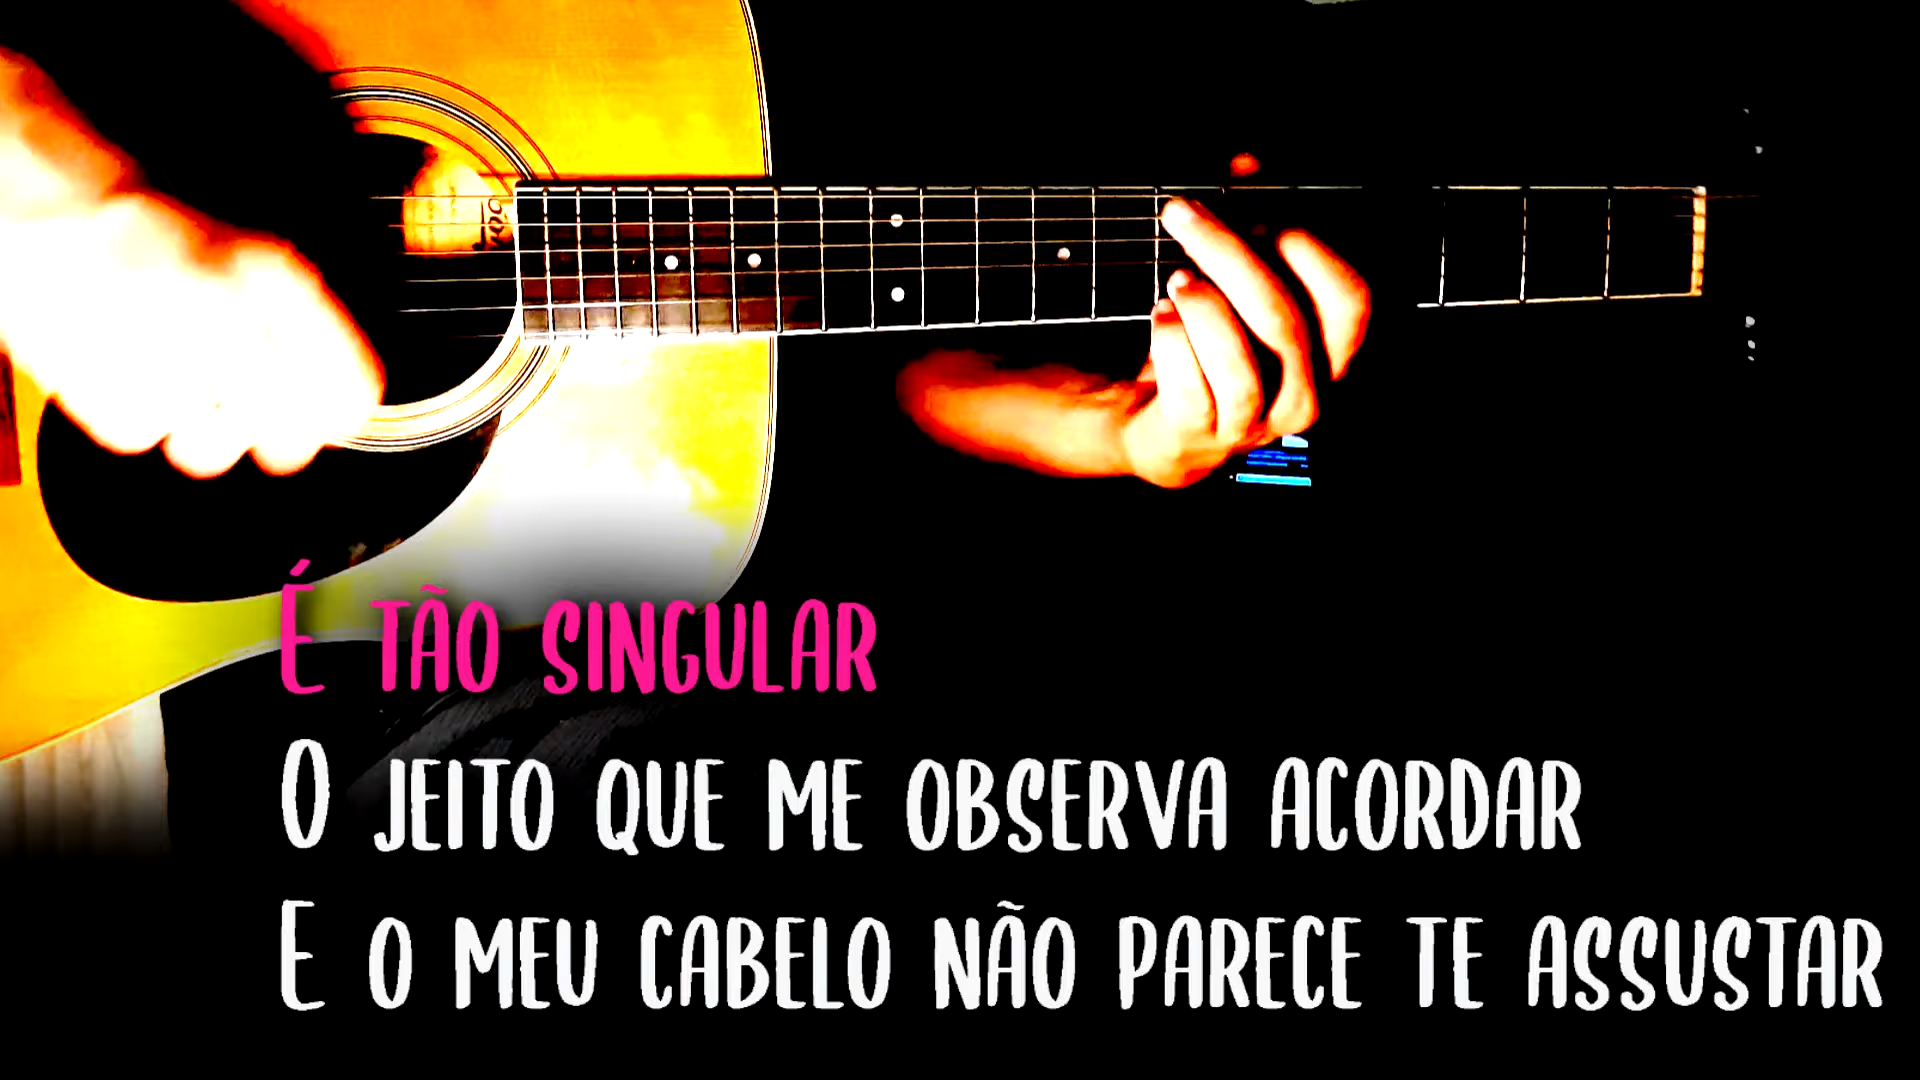 É TÃO SINGULAR
O JEITO QUE ME OBSERVA ACORDAR
E O MEU CABELO NÃO PARECE TE ASSUSTAR